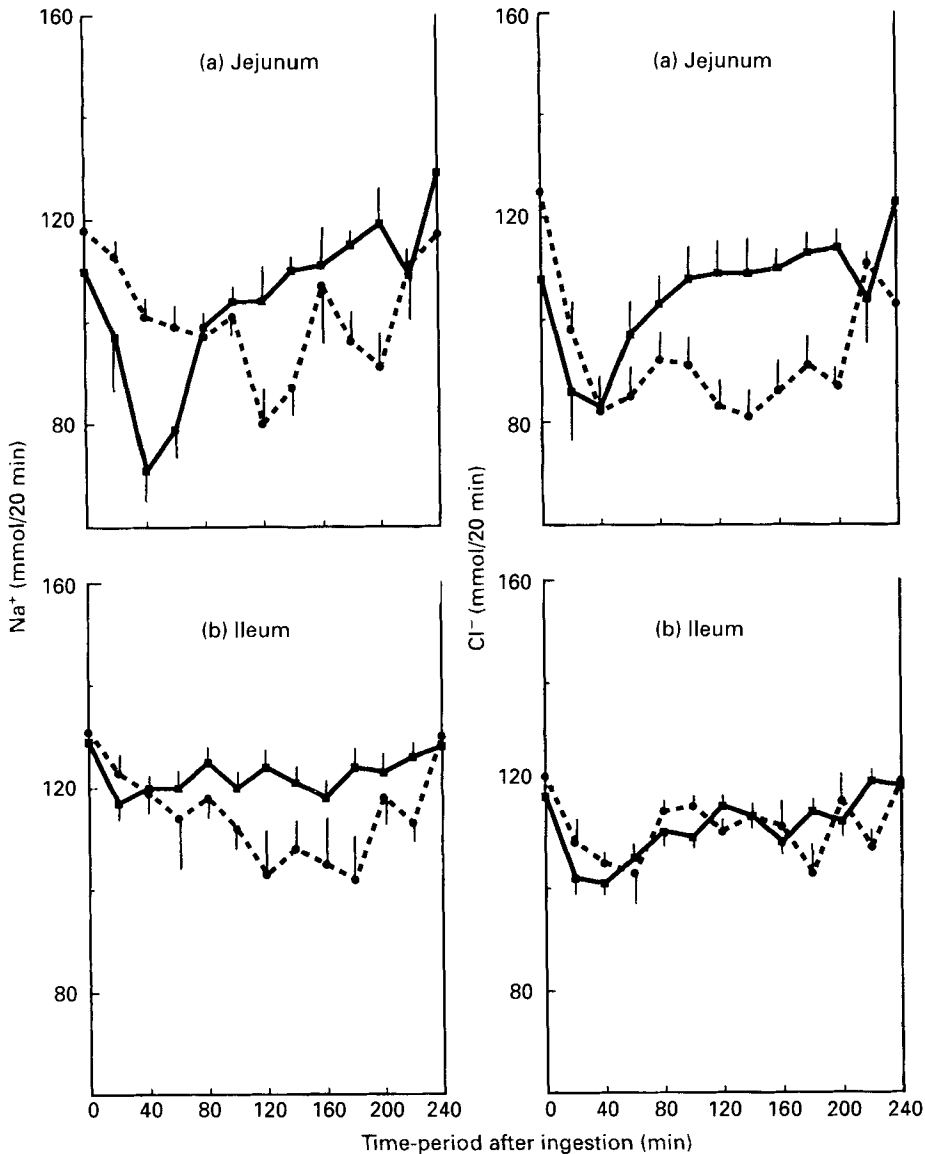 160
120
80
(a) Jejunum
Na⁺ (mmol/20 min)
160
120
80
(a) Jejunum
Cl⁻ (mmol/20 min)
160
120
80
(b) Ileum
0 40 80 120 160 200 240
160
120
80
(b) Ileum
0 40 80 120 160 200 240
Time-period after ingestion (min)